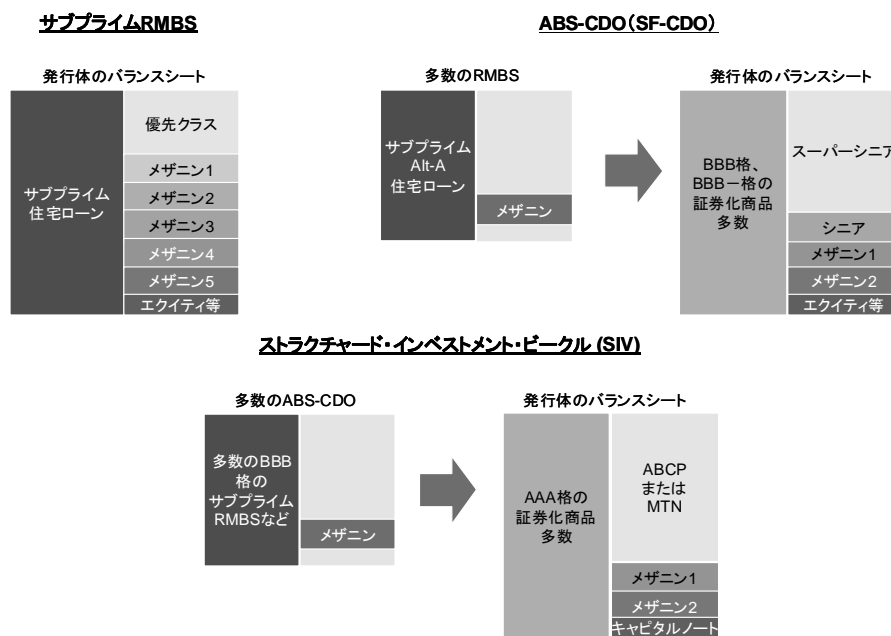 サブプライムRMBS
発行体のバランスシート
サブプライム
住宅ローン
優先クラス
メザニン1
メザニン2
メザニン3
メザニン4
メザニン5
エクイティ等
ABS-CDO(SF-CDO)
多数のRMBS
サブプライム
Alt-A
住宅ローン
メザニン
発行体のバランスシート
BBB格、
BBB－格の
証券化商品
多数
スーパーシニア
シニア
メザニン1
メザニン2
エクイティ等
ストラクチャード・インベストメント・ビークル (SIV)
多数のABS-CDO
多数のBBB
格の
サブプライム
RMBSなど
メザニン
発行体のバランスシート
AAA格の
証券化商品
多数
ABCP
または
MTN
メザニン1
メザニン2
キャピタルノート